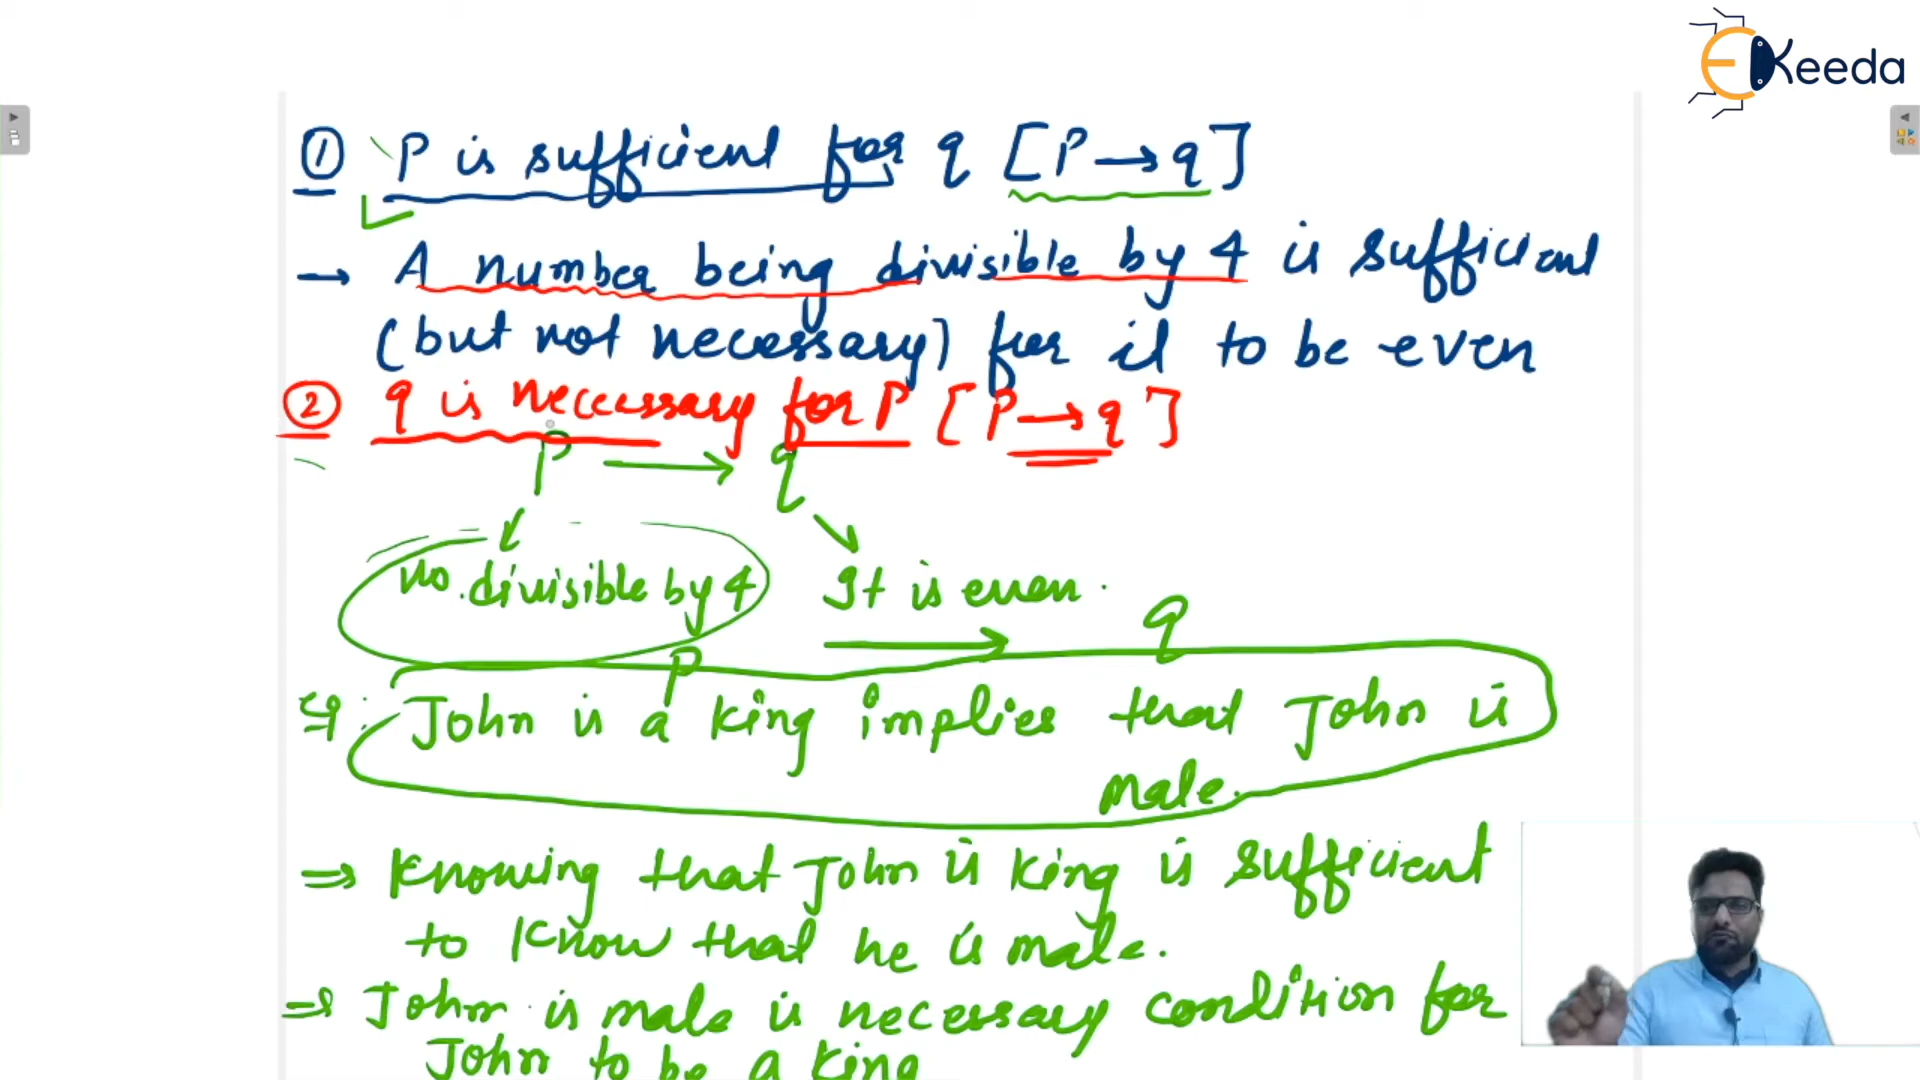 EKeeda
① P is sufficient for q [P → q]
→ A number being divisible by 4 is sufficient
(but not necessary) for it to be even
② q is necessary for P [P → q]
P → q
no. divisible by 4 It is even.
P → q
eg: John is a king implies that John is
male.
⇒ Knowing that John is king is sufficient
to know that he is male.
⇒ John is male is necessary condition for
John to be a king